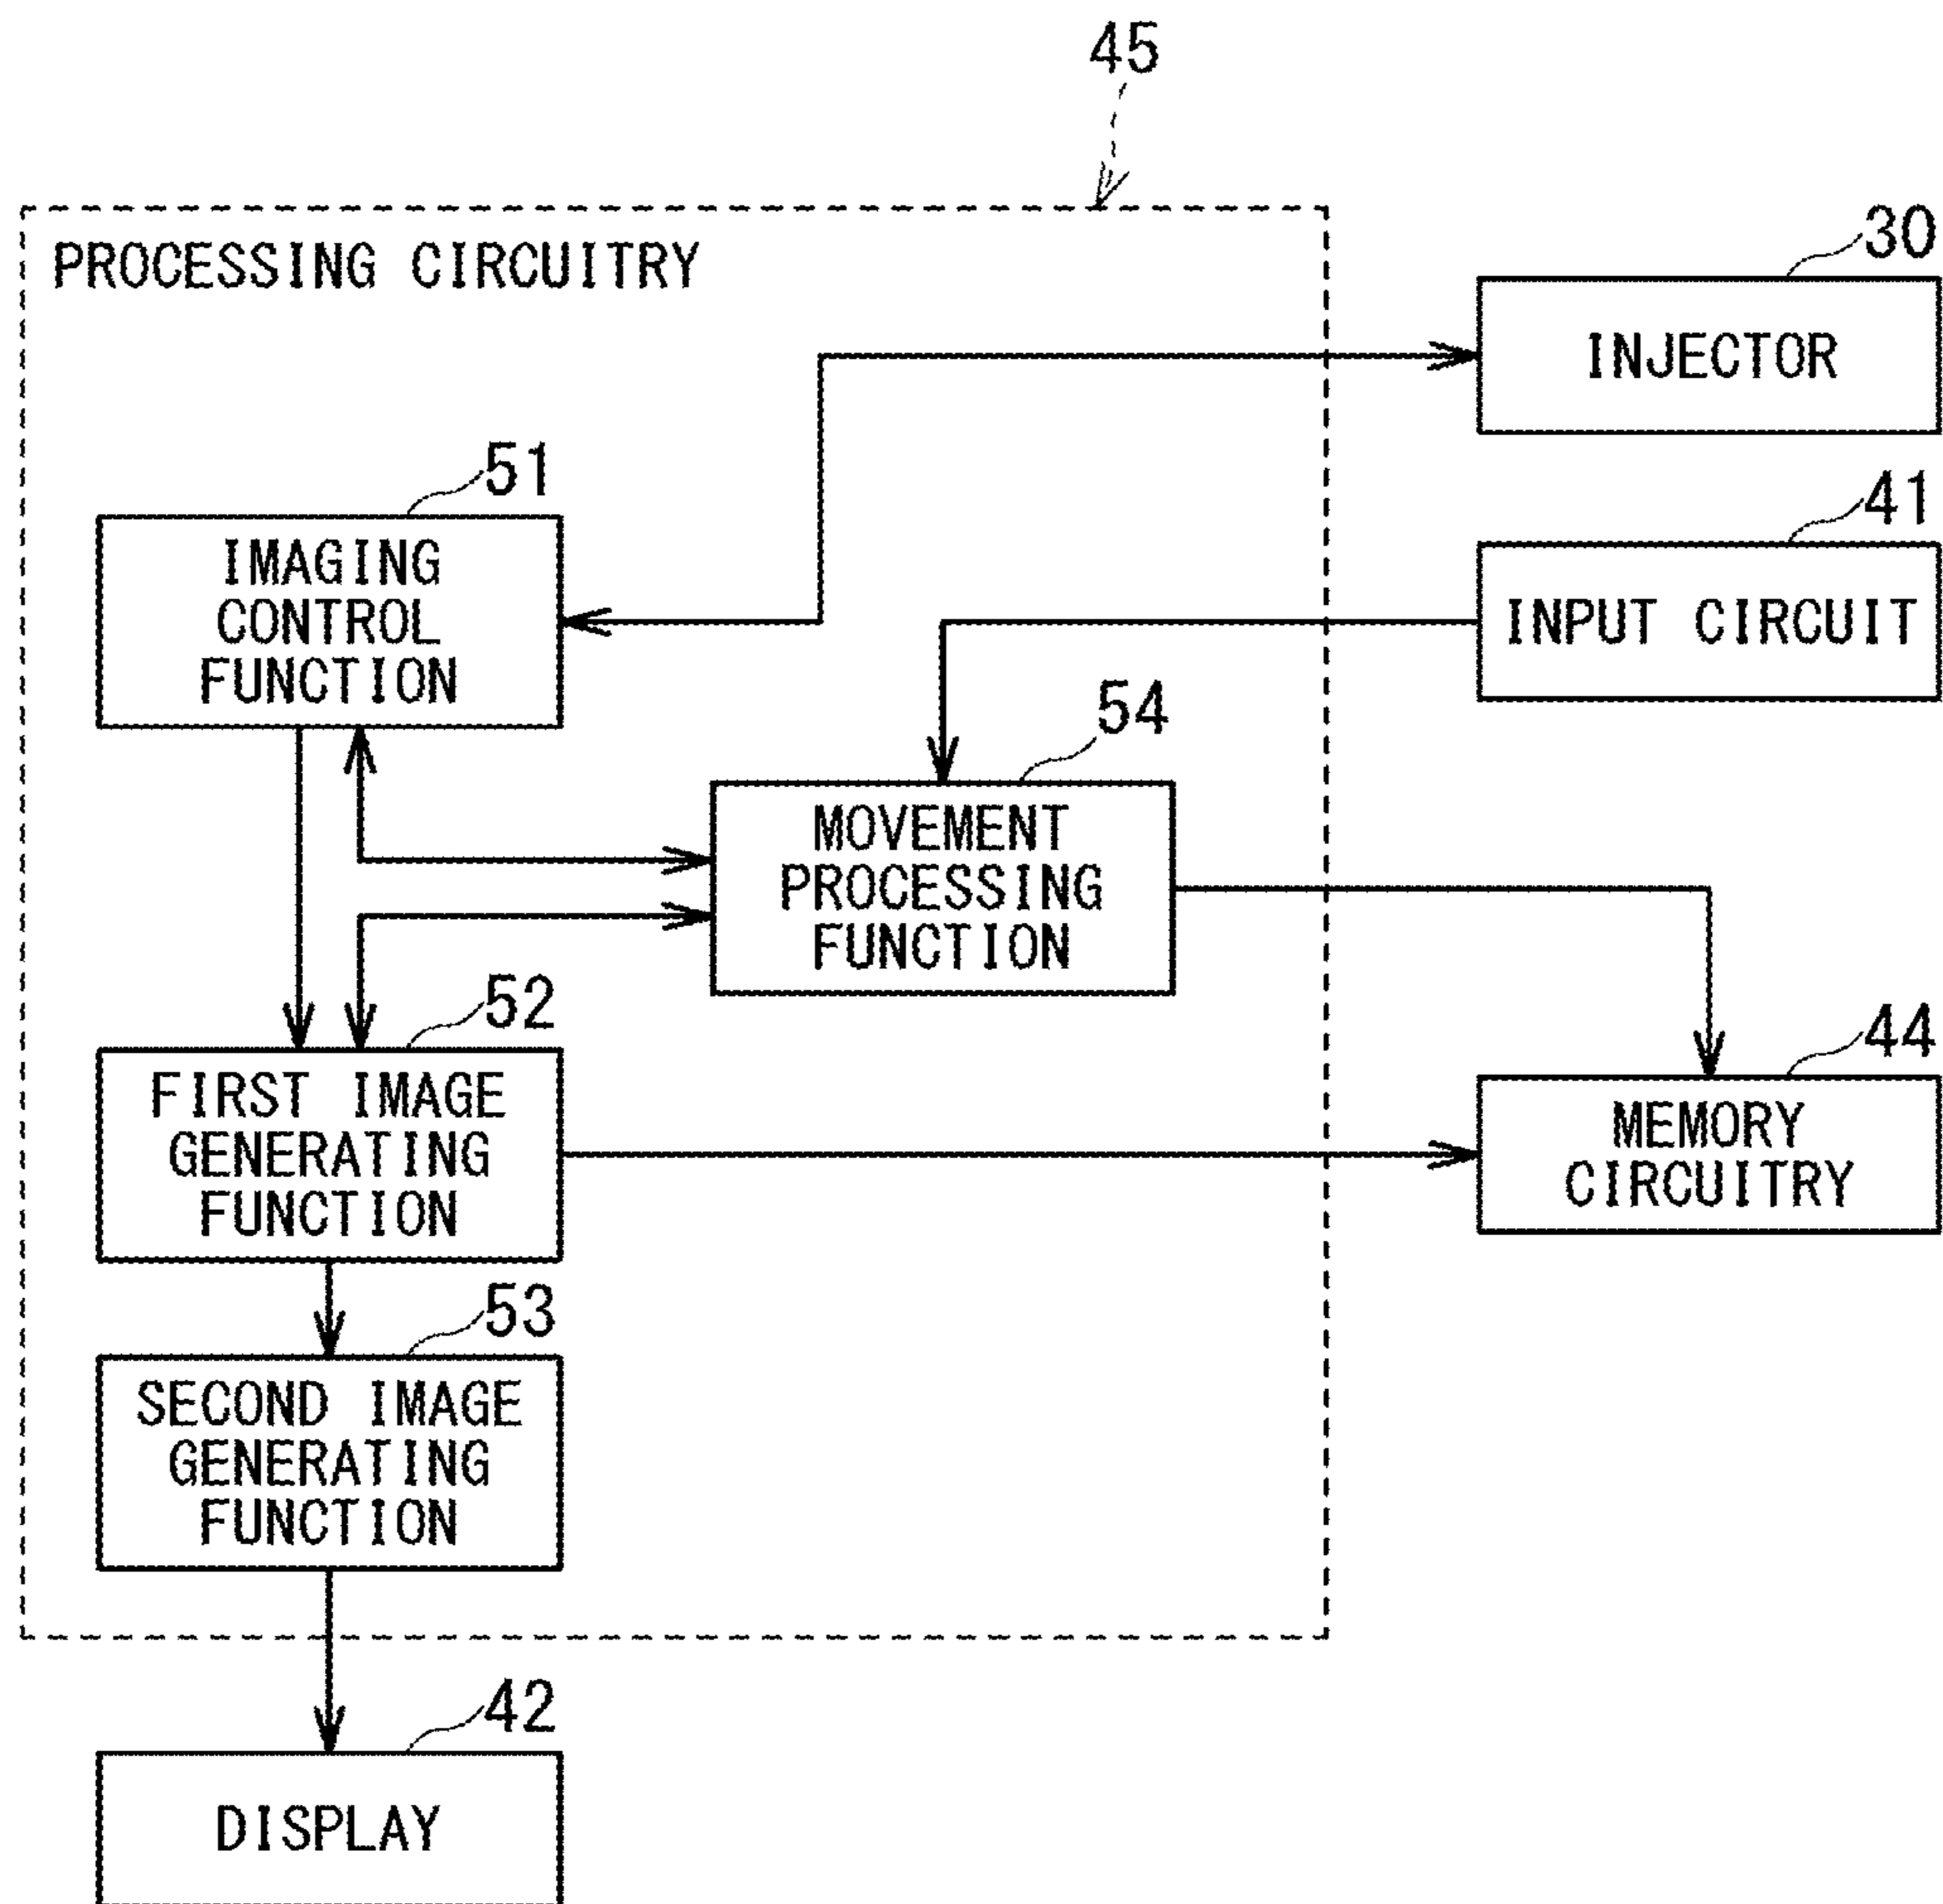 45
PROCESSING CIRCUITRY
30
INJECTOR
51
IMAGING
CONTROL
FUNCTION
41
INPUT CIRCUIT
54
MOVEMENT
PROCESSING
FUNCTION
52
FIRST IMAGE
GENERATING
FUNCTION
44
MEMORY
CIRCUITRY
53
SECOND IMAGE
GENERATING
FUNCTION
42
DISPLAY